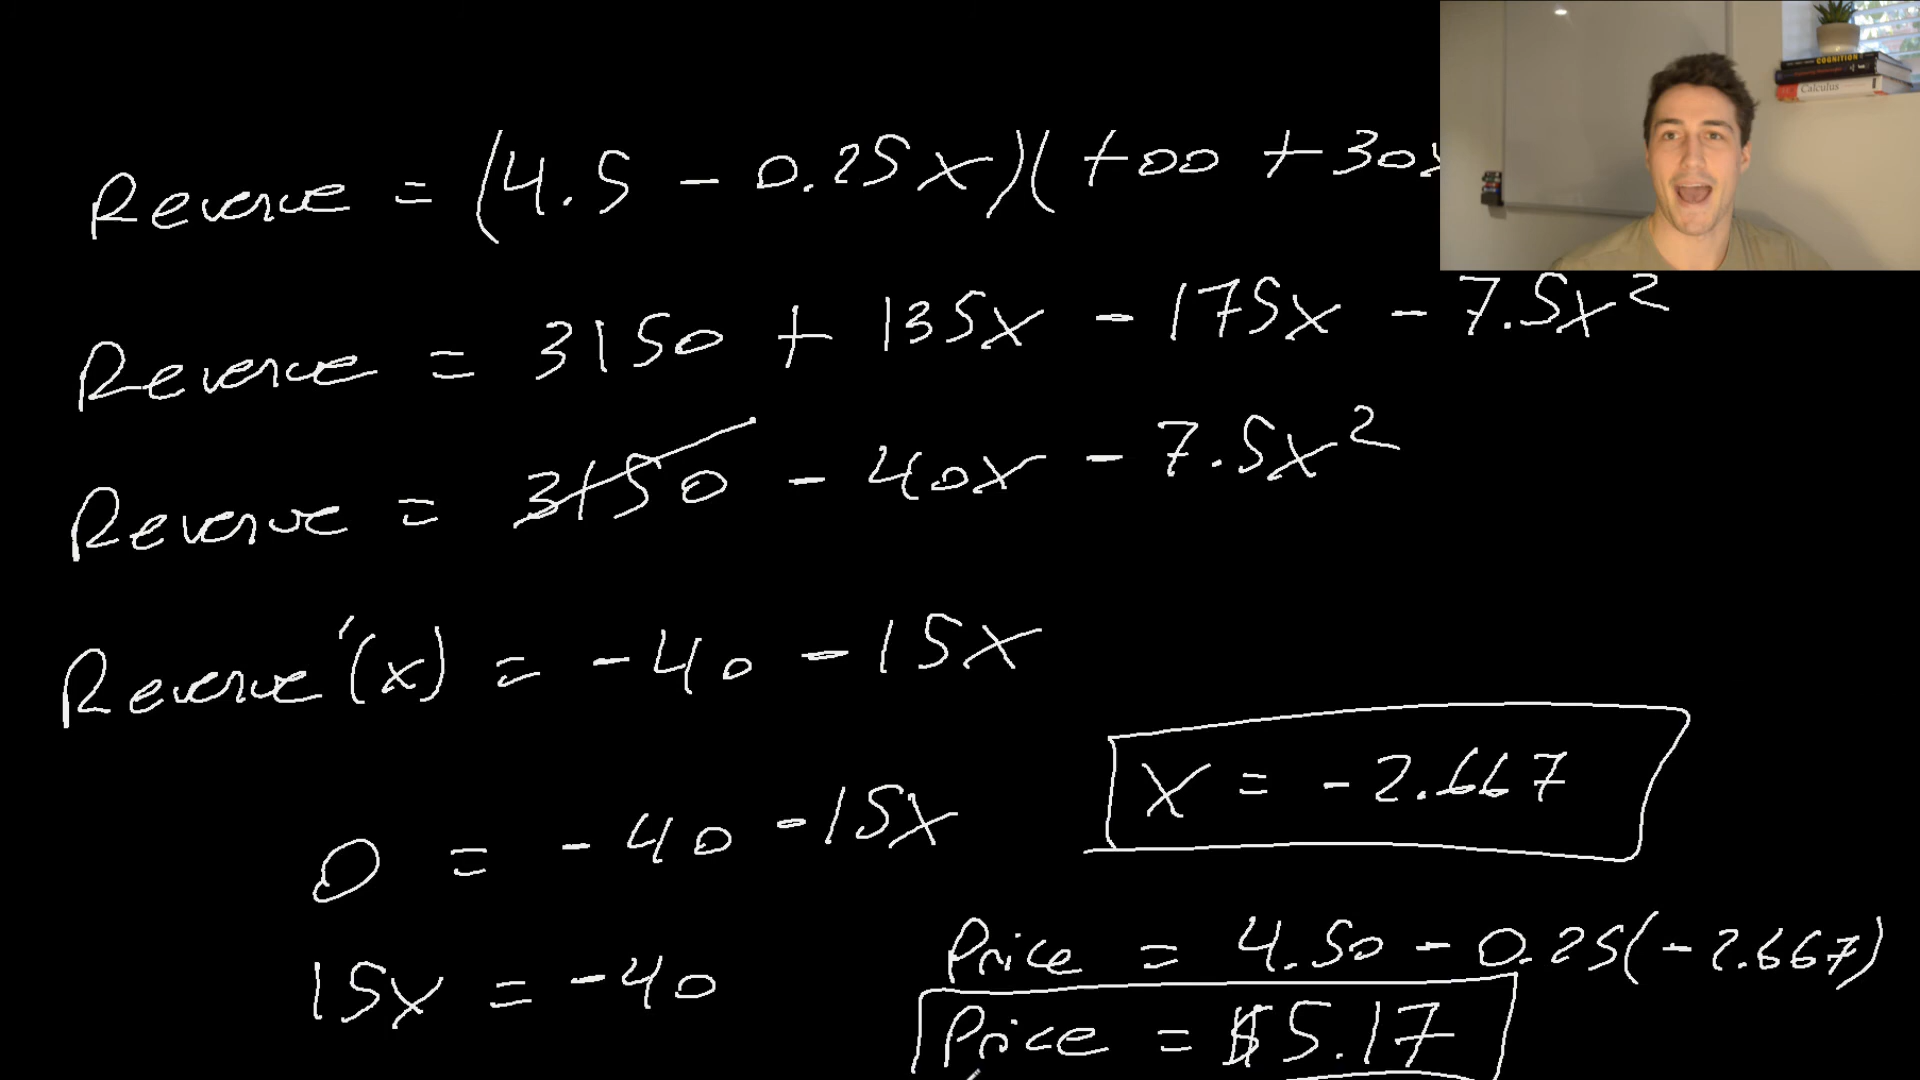 COGNITION
Calculus
Revenue = (4.5 - 0.25x)(700 + 30x
Revenue = 3150 + 135x - 175x - 7.5x²
Revenue = 3150 - 40x - 7.5x²
Revenue'(x) = -40 - 15x
x = -2.667
0 = -40 - 15x
Price = 4.50 - 0.25(-2.667)
15x = -40
Price = $5.17